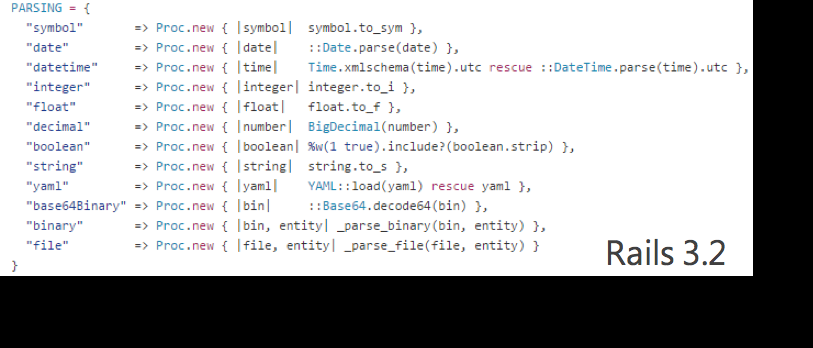 PARSING = {
  "symbol"       => Proc.new { |symbol|  symbol.to_sym },
  "date"         => Proc.new { |date|    ::Date.parse(date) },
  "datetime"     => Proc.new { |time|    Time.xmlschema(time).utc rescue ::DateTime.parse(time).utc },
  "integer"      => Proc.new { |integer| integer.to_i },
  "float"        => Proc.new { |float|   float.to_f },
  "decimal"      => Proc.new { |number|  BigDecimal(number) },
  "boolean"      => Proc.new { |boolean| %w(1 true).include?(boolean.strip) },
  "string"       => Proc.new { |string|  string.to_s },
  "yaml"         => Proc.new { |yaml|    YAML::load(yaml) rescue yaml },
  "base64Binary" => Proc.new { |bin|     ::Base64.decode64(bin) },
  "binary"       => Proc.new { |bin, entity| _parse_binary(bin, entity) },
  "file"         => Proc.new { |file, entity| _parse_file(file, entity) }
}
Rails 3.2